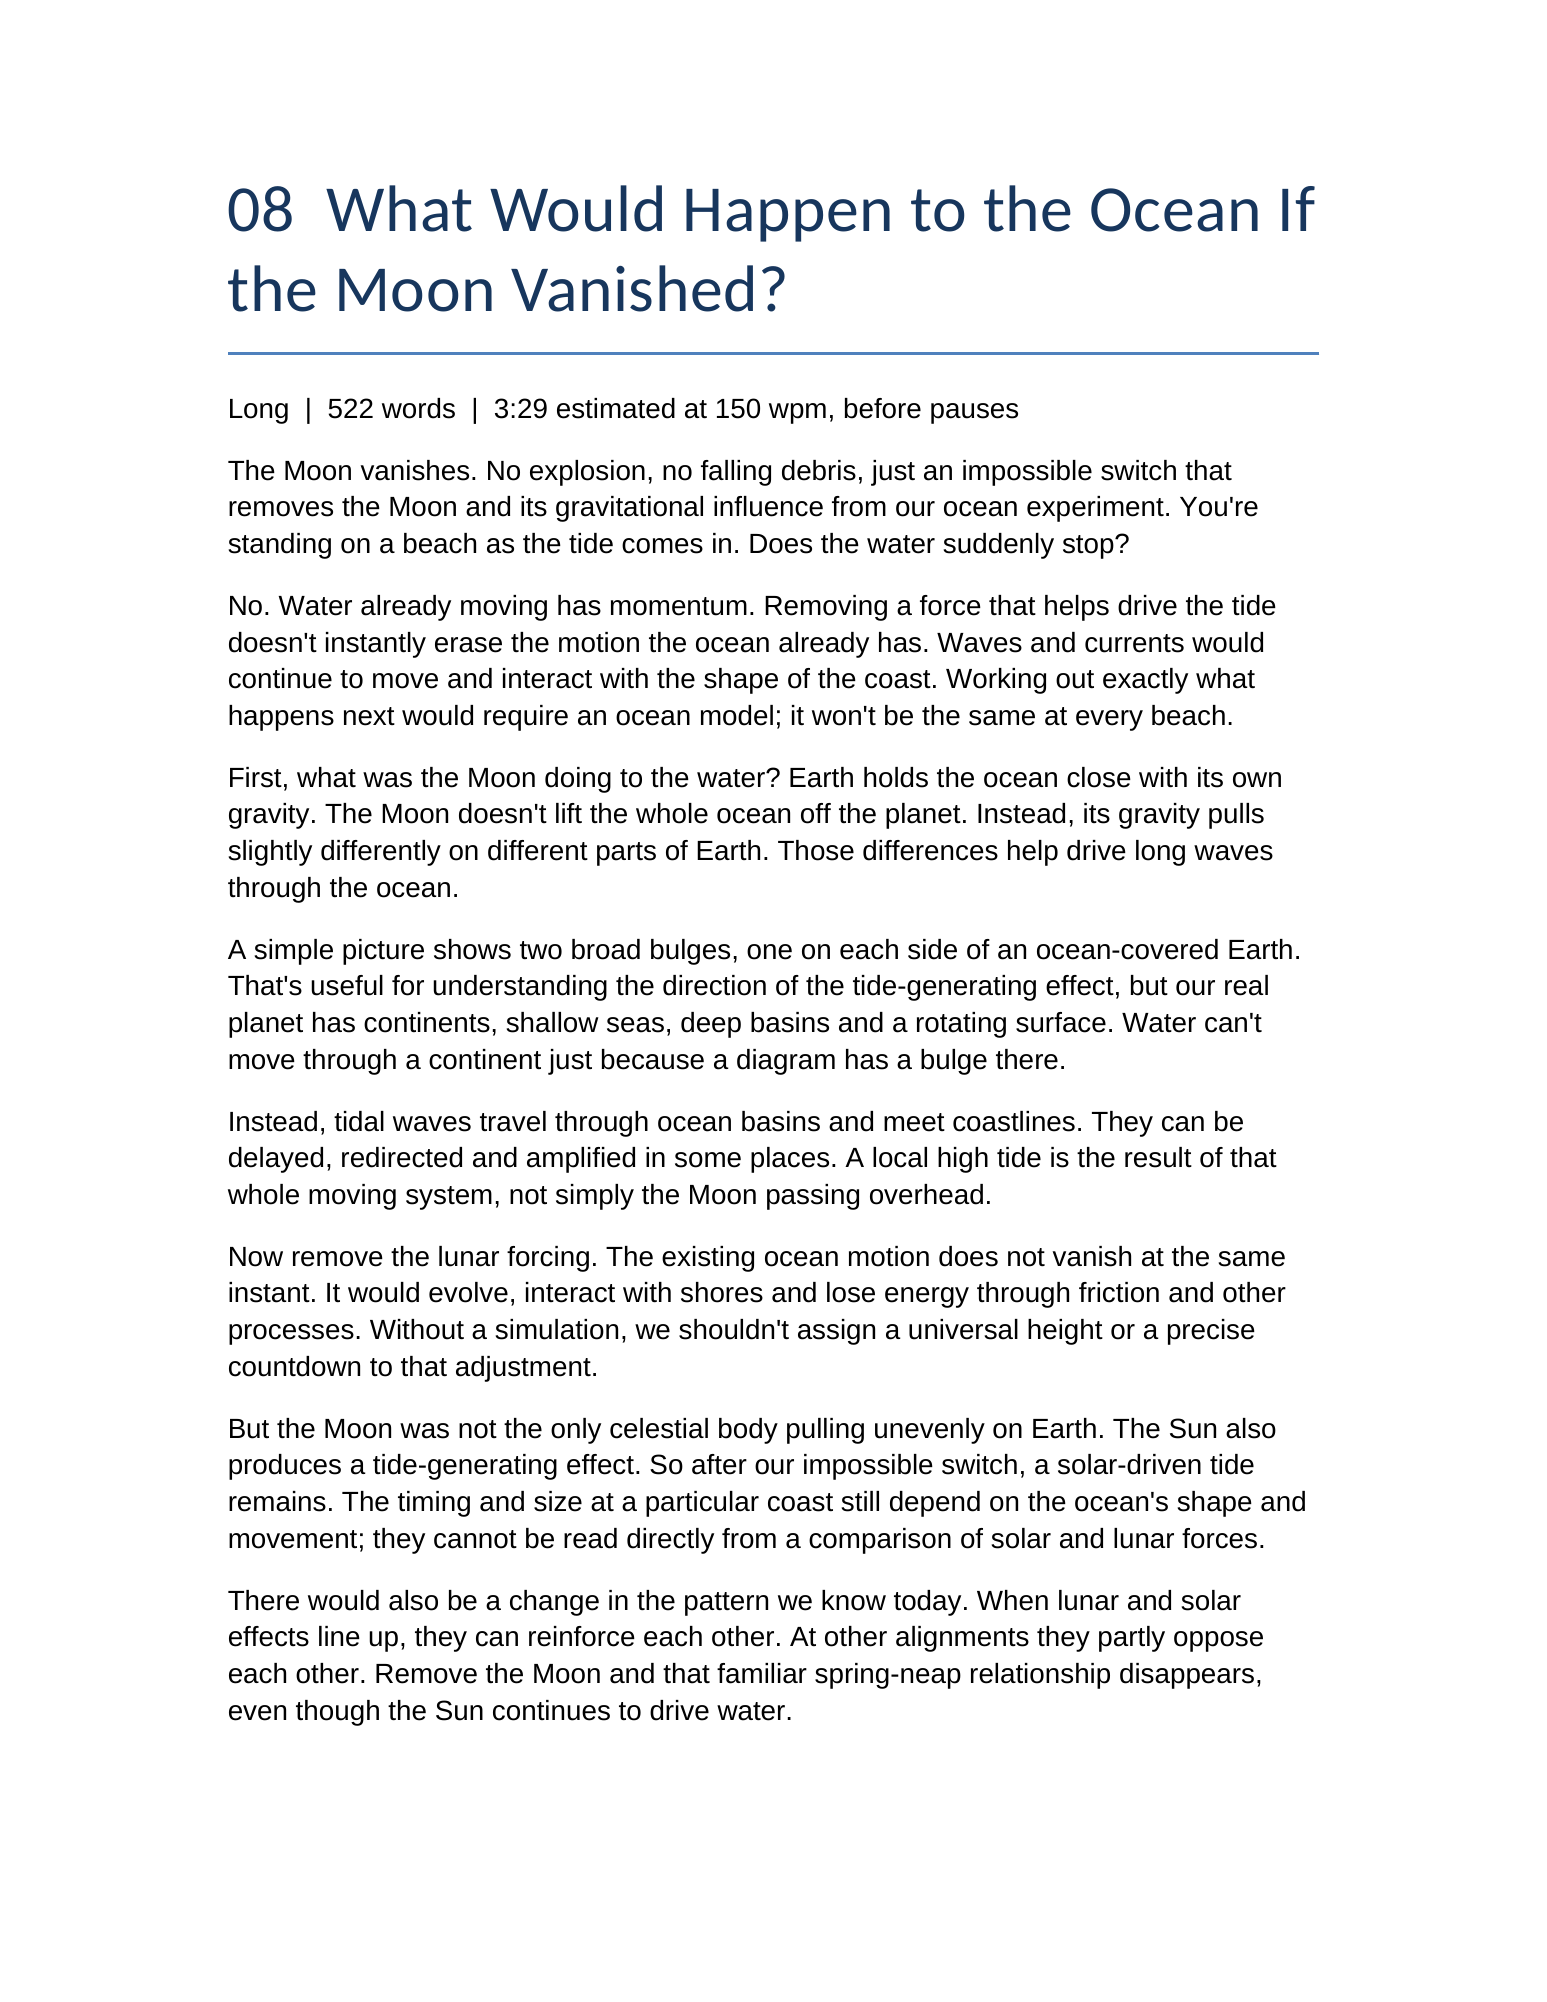 08  What Would Happen to the Ocean If
the Moon Vanished?
Long  |  522 words  |  3:29 estimated at 150 wpm, before pauses
The Moon vanishes. No explosion, no falling debris, just an impossible switch that
removes the Moon and its gravitational influence from our ocean experiment. You're
standing on a beach as the tide comes in. Does the water suddenly stop?
No. Water already moving has momentum. Removing a force that helps drive the tide
doesn't instantly erase the motion the ocean already has. Waves and currents would
continue to move and interact with the shape of the coast. Working out exactly what
happens next would require an ocean model; it won't be the same at every beach.
First, what was the Moon doing to the water? Earth holds the ocean close with its own
gravity. The Moon doesn't lift the whole ocean off the planet. Instead, its gravity pulls
slightly differently on different parts of Earth. Those differences help drive long waves
through the ocean.
A simple picture shows two broad bulges, one on each side of an ocean-covered Earth.
That's useful for understanding the direction of the tide-generating effect, but our real
planet has continents, shallow seas, deep basins and a rotating surface. Water can't
move through a continent just because a diagram has a bulge there.
Instead, tidal waves travel through ocean basins and meet coastlines. They can be
delayed, redirected and amplified in some places. A local high tide is the result of that
whole moving system, not simply the Moon passing overhead.
Now remove the lunar forcing. The existing ocean motion does not vanish at the same
instant. It would evolve, interact with shores and lose energy through friction and other
processes. Without a simulation, we shouldn't assign a universal height or a precise
countdown to that adjustment.
But the Moon was not the only celestial body pulling unevenly on Earth. The Sun also
produces a tide-generating effect. So after our impossible switch, a solar-driven tide
remains. The timing and size at a particular coast still depend on the ocean's shape and
movement; they cannot be read directly from a comparison of solar and lunar forces.
There would also be a change in the pattern we know today. When lunar and solar
effects line up, they can reinforce each other. At other alignments they partly oppose
each other. Remove the Moon and that familiar spring-neap relationship disappears,
even though the Sun continues to drive water.